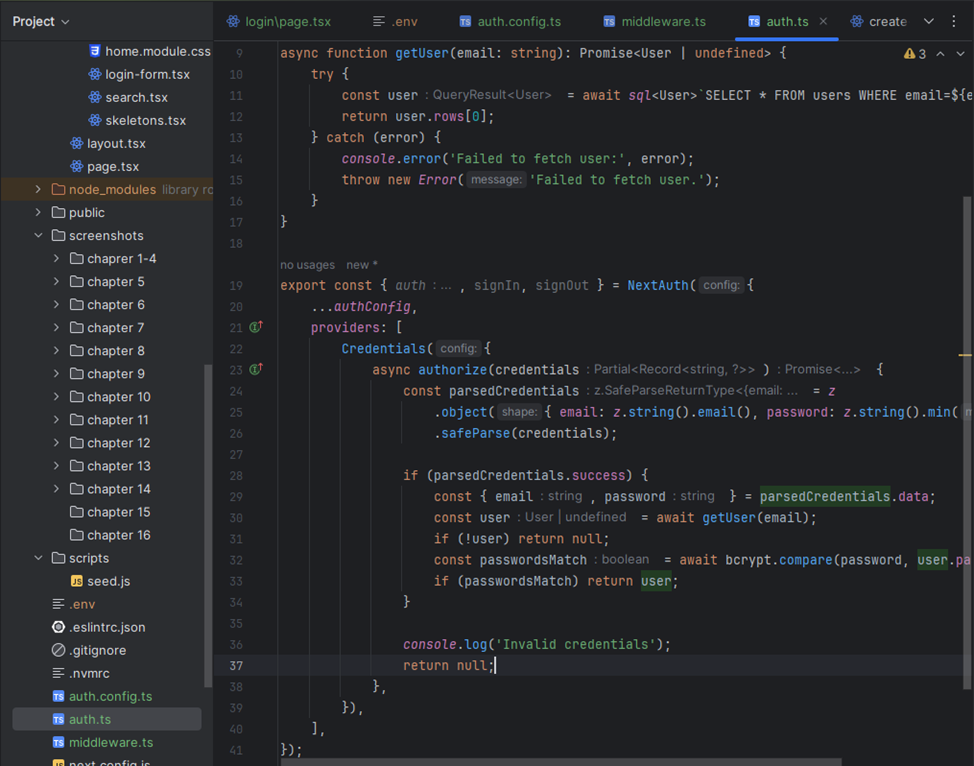 Project
login\page.tsx
.env
auth.config.ts
middleware.ts
auth.ts
create
home.module.css
login-form.tsx
search.tsx
skeletons.tsx
layout.tsx
page.tsx
node_modules library ro
public
screenshots
chaprer 1-4
chapter 5
chapter 6
chapter 7
chapter 8
chapter 9
chapter 10
chapter 11
chapter 12
chapter 13
chapter 14
chapter 15
chapter 16
scripts
JS seed.js
.env
.eslintrc.json
.gitignore
.nvmrc
TS auth.config.ts
TS auth.ts
TS middleware.ts
JS next.config.js
3
9 async function getUser(email: string): Promise<User | undefined> {
10 try {
11 const user : QueryResult<User> = await sql<User>`SELECT * FROM users WHERE email=${e
12 return user.rows[0];
13 } catch (error) {
14 console.error('Failed to fetch user:', error);
15 throw new Error( message: 'Failed to fetch user.');
16 }
17 }
18
no usages new *
19 export const { auth : ... , signIn, signOut } = NextAuth( config: {
20 ...authConfig,
21 providers: [
22 Credentials( config: {
23 async authorize(credentials : Partial<Record<string, ?>> ) : Promise<...> {
24 const parsedCredentials : z.SafeParseReturnType<{email: ... = z
25 .object( shape: { email: z.string().email(), password: z.string().min(
26 .safeParse(credentials);
27
28 if (parsedCredentials.success) {
29 const { email : string , password : string } = parsedCredentials.data;
30 const user : User | undefined = await getUser(email);
31 if (!user) return null;
32 const passwordsMatch : boolean = await bcrypt.compare(password, user.pa
33 if (passwordsMatch) return user;
34 }
35
36 console.log('Invalid credentials');
37 return null;
38 },
39 }),
40 ],
41 });